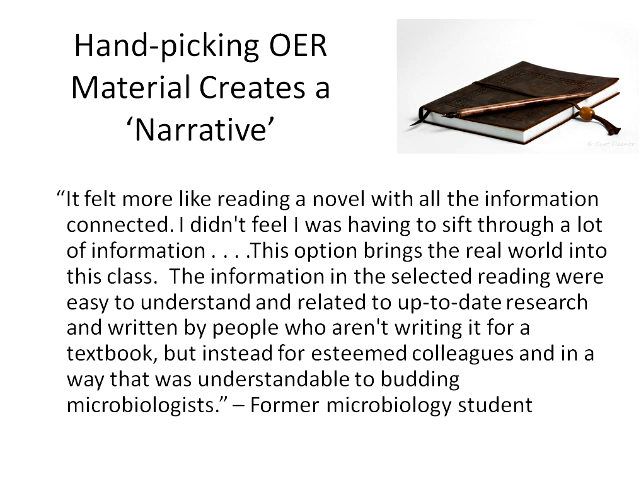 Hand-picking OER
Material Creates a
‘Narrative’
“It felt more like reading a novel with all the information
connected. I didn't feel I was having to sift through a lot
of information . . . .This option brings the real world into
this class.  The information in the selected reading were
easy to understand and related to up-to-date research
and written by people who aren't writing it for a
textbook, but instead for esteemed colleagues and in a
way that was understandable to budding
microbiologists.” – Former microbiology student